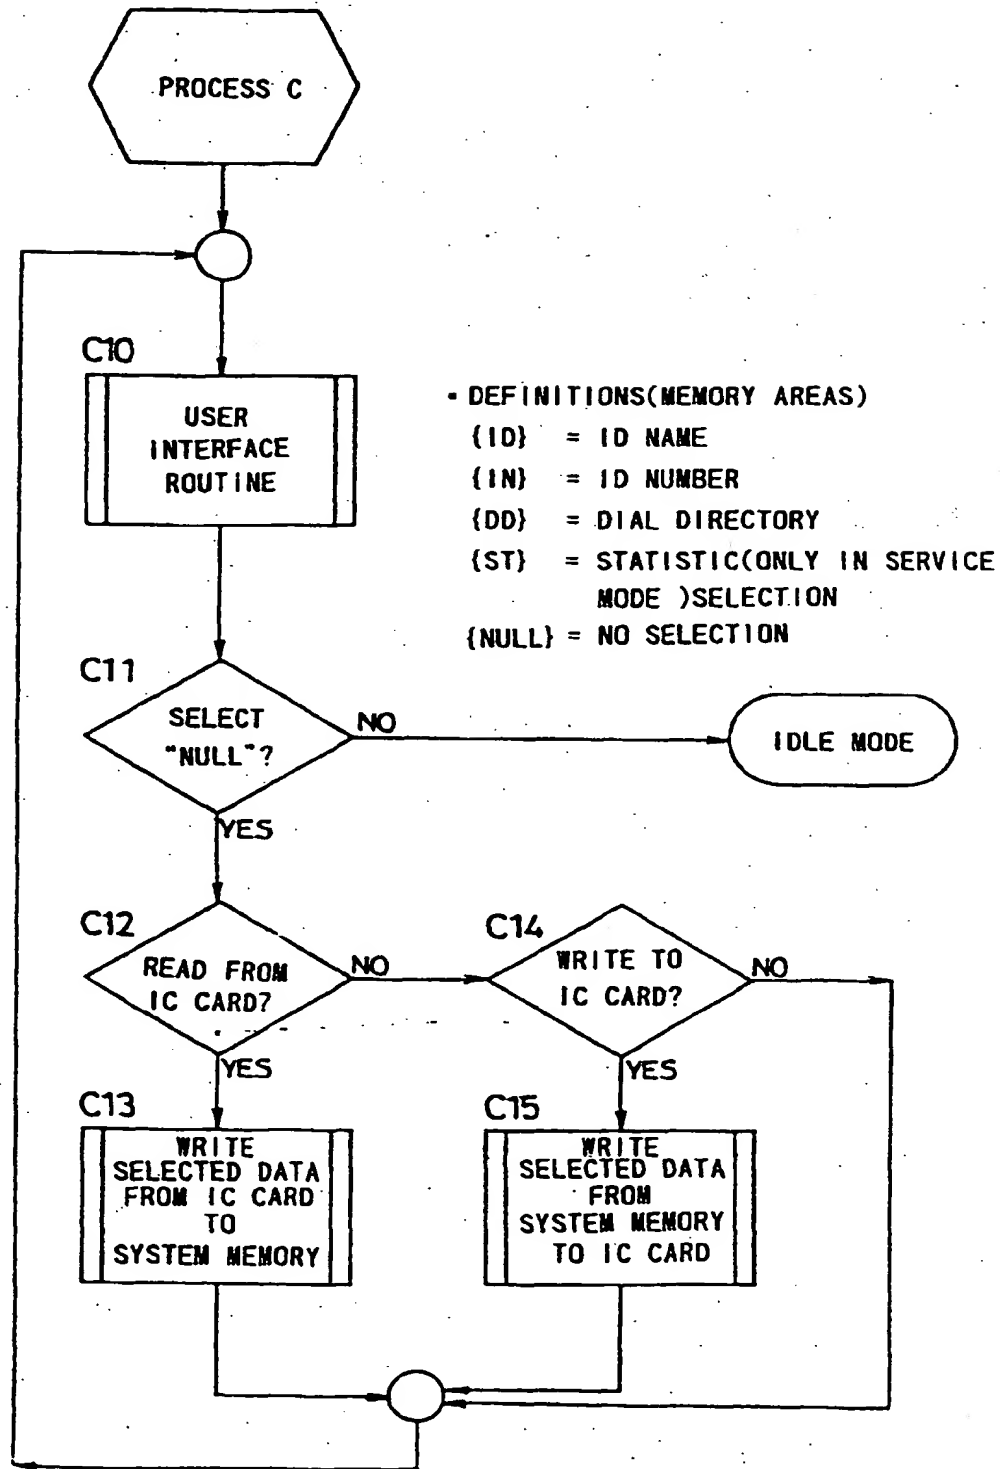 PROCESS C
C10
USER
INTERFACE
ROUTINE
- DEFINITIONS(MEMORY AREAS)
{ID} = ID NAME
{IN} = ID NUMBER
{DD} = DIAL DIRECTORY
{ST} = STATISTIC(ONLY IN SERVICE
MODE )SELECTION
{NULL} = NO SELECTION
C11
SELECT
"NULL"?
NO
IDLE MODE
YES
C12
READ FROM
IC CARD?
NO
C14
WRITE TO
IC CARD?
NO
YES
YES
C13
WRITE
SELECTED DATA
FROM IC CARD
TO
SYSTEM MEMORY
C15
WRITE
SELECTED DATA
FROM
SYSTEM MEMORY
TO IC CARD